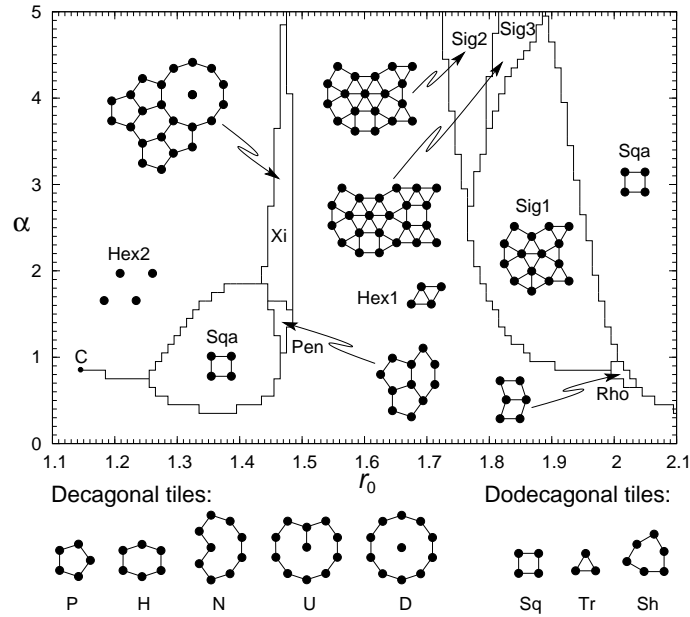 5
4
3
2
1
0
α
1.1 1.2 1.3 1.4 1.5 1.6 1.7 1.8 1.9 2 2.1
r0
Sig2
Sig3
Sqa
Sig1
Xi
Hex2
Hex1
Sqa
Pen
C
Rho
Decagonal tiles:
Dodecagonal tiles:
P H N U D Sq Tr Sh